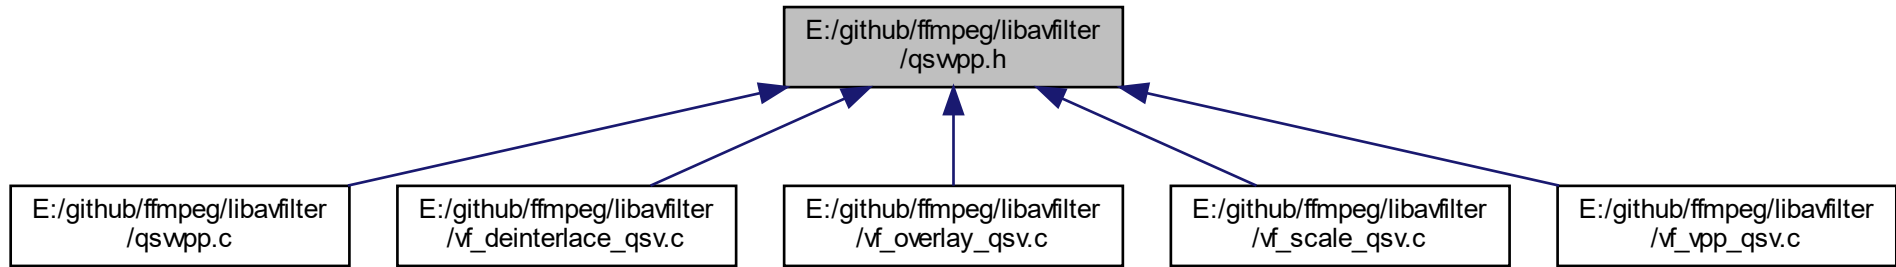 E:/github/ffmpeg/libavfilter
/qsvvpp.h
E:/github/ffmpeg/libavfilter
/qsvvpp.c
E:/github/ffmpeg/libavfilter
/vf_deinterlace_qsv.c
E:/github/ffmpeg/libavfilter
/vf_overlay_qsv.c
E:/github/ffmpeg/libavfilter
/vf_scale_qsv.c
E:/github/ffmpeg/libavfilter
/vf_vpp_qsv.c